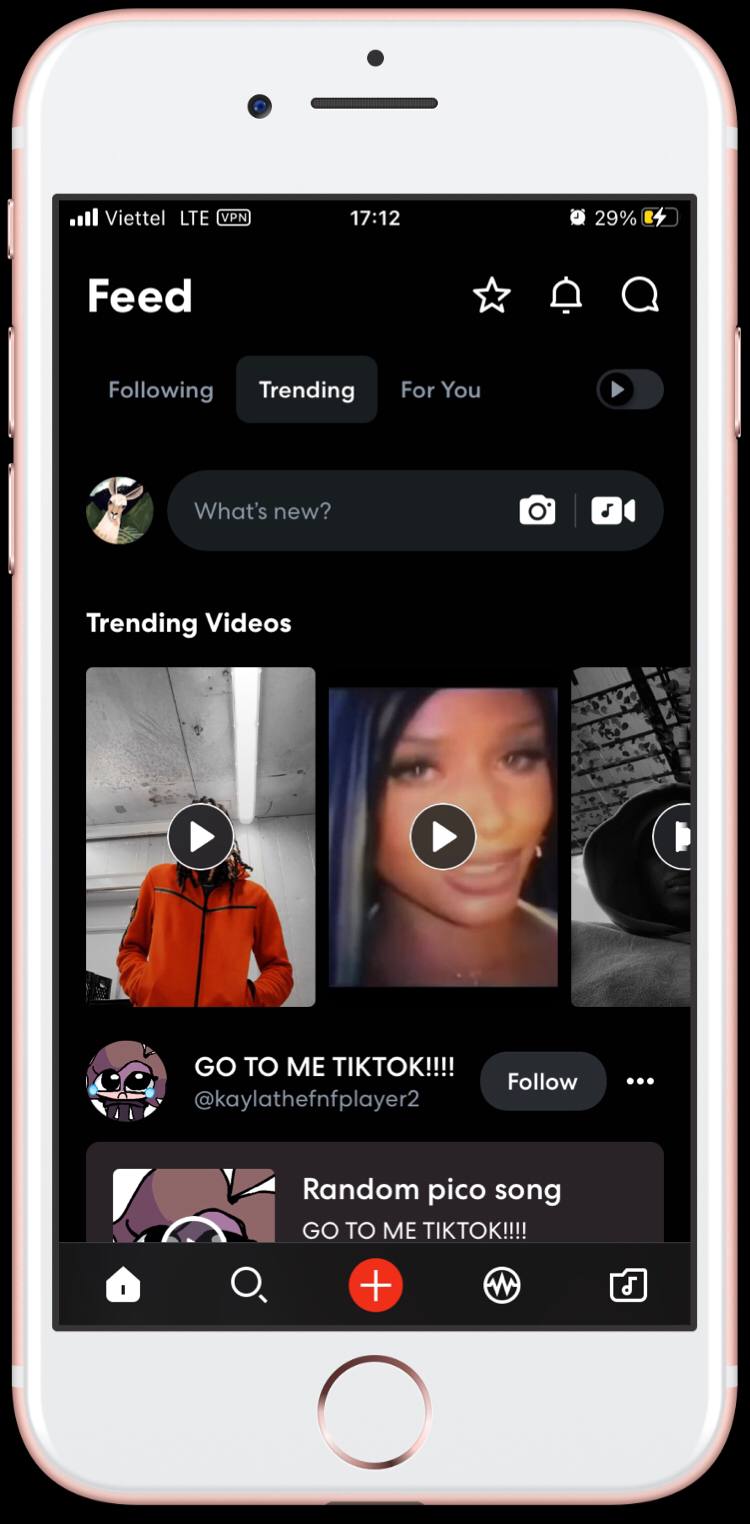 Viettel LTE VPN 17:12 29%
Feed
Following Trending For You
What's new?
Trending Videos
GO TO ME TIKTOK!!!!
@kaylathefnfplayer2
Follow
Random pico song
GO TO ME TIKTOK!!!!